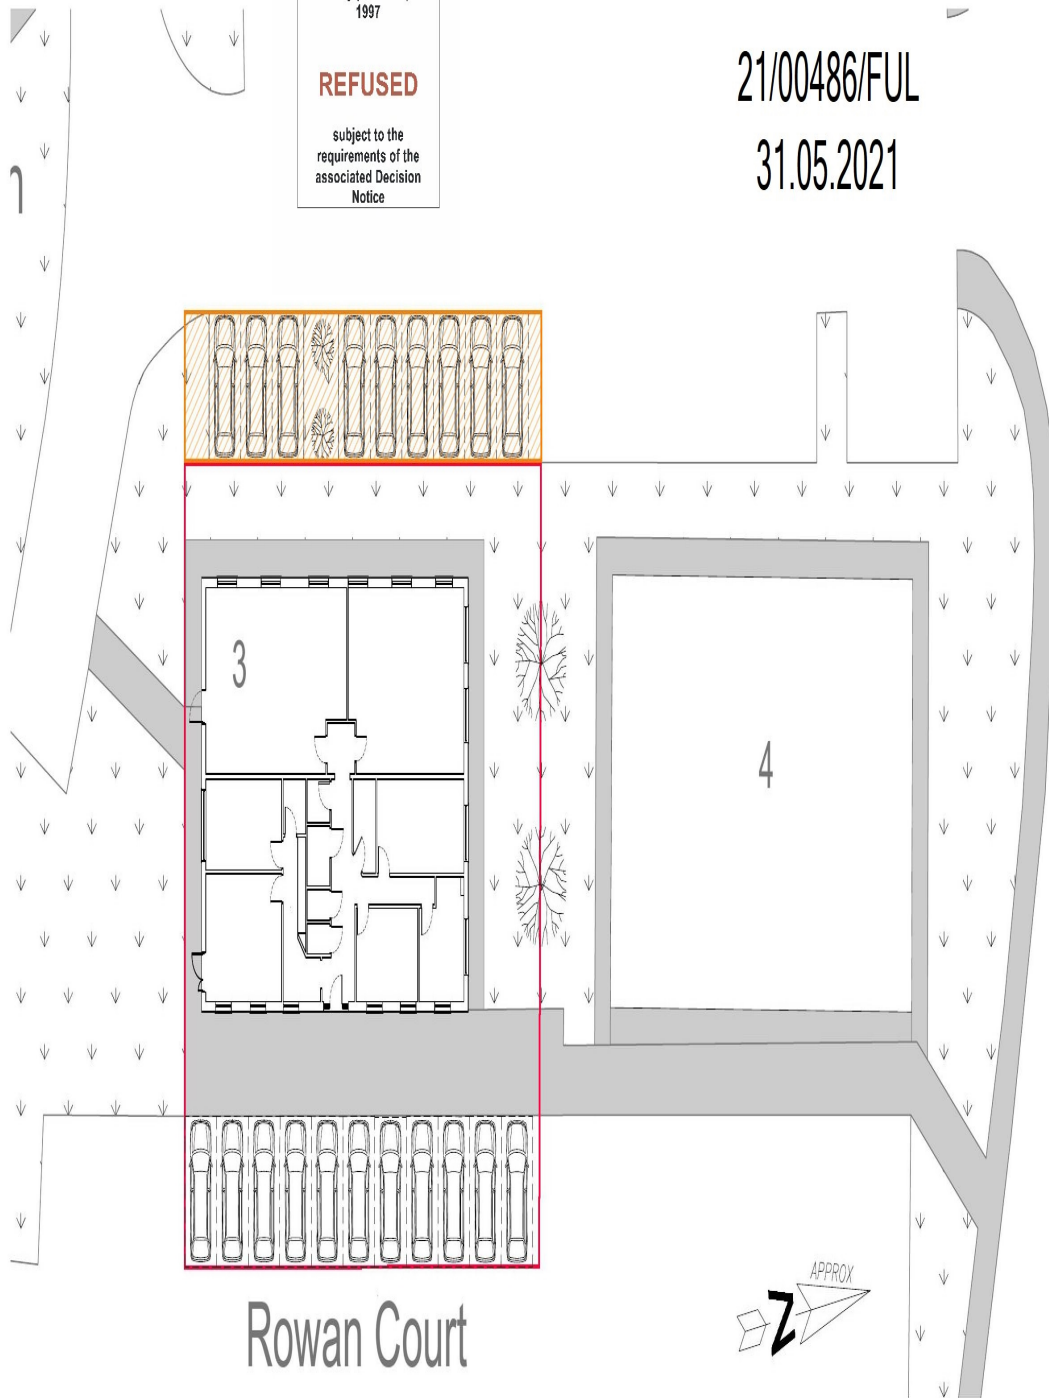 1997
REFUSED
subject to the
requirements of the
associated Decision
Notice
21/00486/FUL
31.05.2021
3
4
Rowan Court
APPROX
N